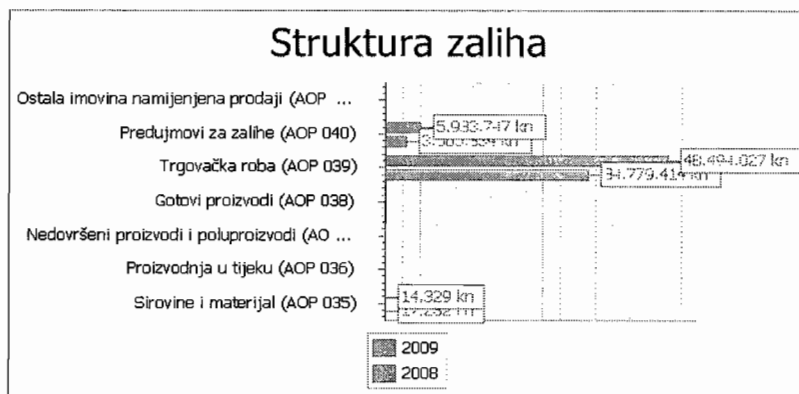 Struktura zaliha
Ostala imovina namijenjena prodaji (AOP ...
Predujmovi za zalihe (AOP 040)
5.933.747 kn
Trgovačka roba (AOP 039)
48.494.027 kn
34.779.414 kn
Gotovi proizvodi (AOP 038)
Nedovršeni proizvodi i poluproizvodi (AO ...
Proizvodnja u tijeku (AOP 036)
Sirovine i materijal (AOP 035)
14.329 kn
2009
2008